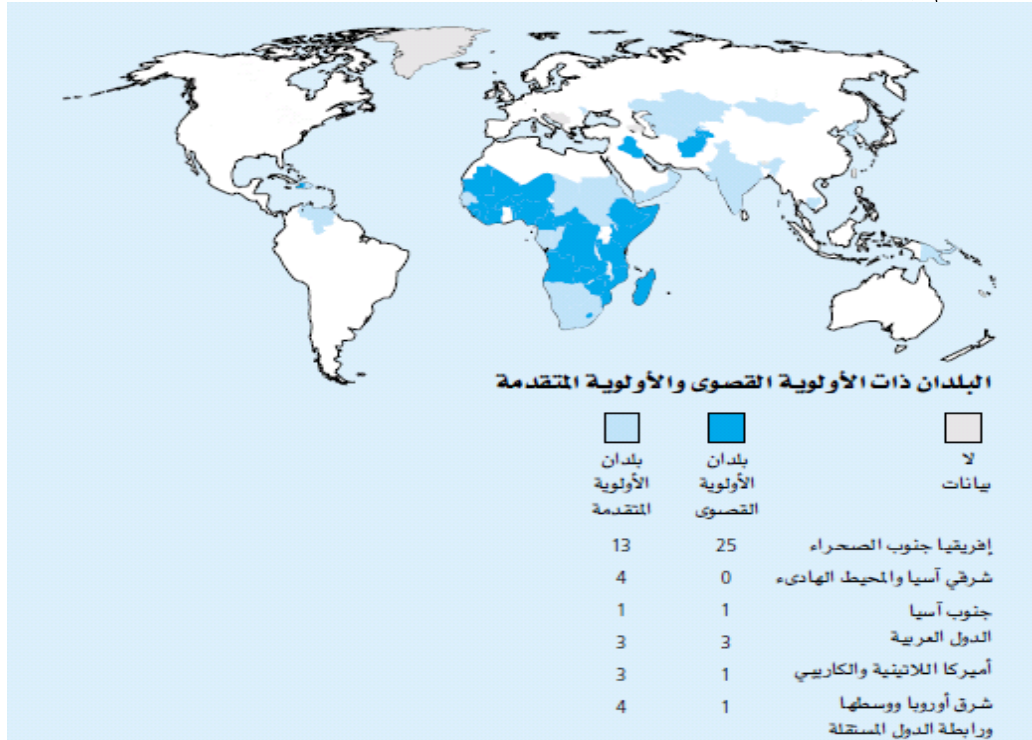 البلدان ذات الأولوية القصوى والأولوية المتقدمة
لا بيانات
بلدان الأولوية القصوى
بلدان الأولوية المتقدمة
إفريقيا جنوب الصحراء 25 13
شرقي آسيا والمحيط الهادىء 0 4
جنوب آسيا 1 1
الدول العربية 3 3
أميركا اللاتينية والكاريبي 1 3
شرق أوروبا ووسطها 1 4
ورابطة الدول المستقلة